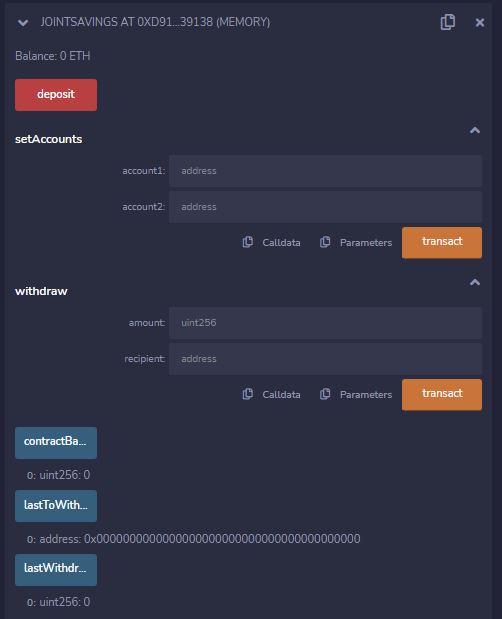 JOINTSAVINGS AT 0XD91...39138 (MEMORY)
Balance: 0 ETH
deposit
setAccounts
account1: address
account2: address
Calldata Parameters transact
withdraw
amount: uint256
recipient: address
Calldata Parameters transact
contractBa...
0: uint256: 0
lastToWith...
0: address: 0x0000000000000000000000000000000000000000
lastWithdr...
0: uint256: 0